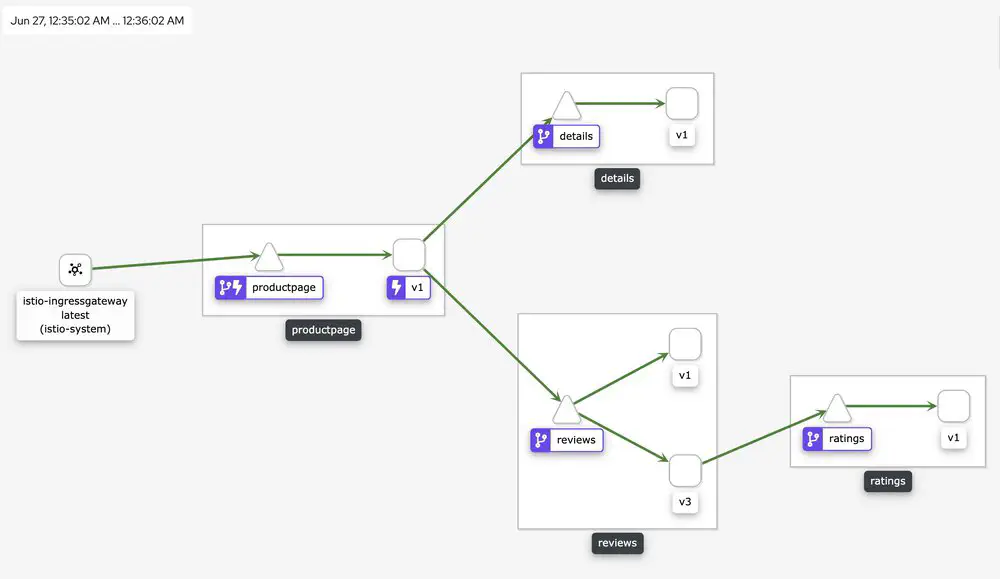 Jun 27, 12:35:02 AM ... 12:36:02 AM
details
v1
details
istio-ingressgateway
latest
(istio-system)
productpage
v1
productpage
v1
reviews
v3
reviews
ratings
v1
ratings